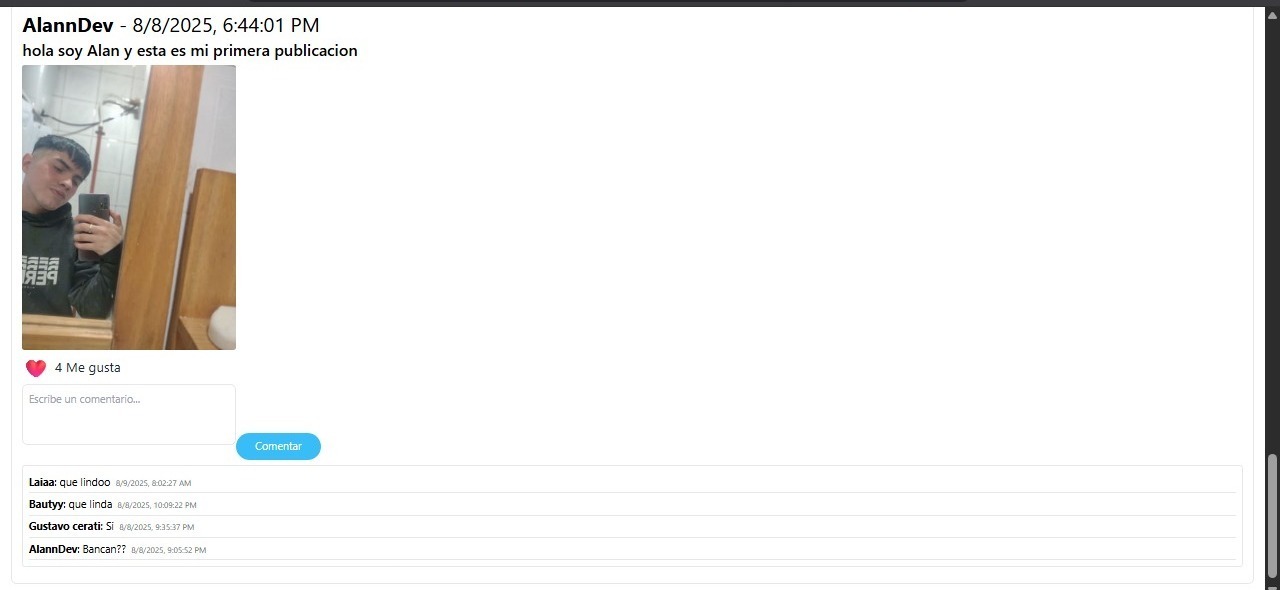 AlannDev - 8/8/2025, 6:44:01 PM
hola soy Alan y esta es mi primera publicacion
4 Me gusta
Escribe un comentario...
Comentar
Laiaa: que lindoo 8/9/2025, 8:02:27 AM
Bautyy: que linda 8/8/2025, 10:09:22 PM
Gustavo cerati: Si 8/8/2025, 9:35:37 PM
AlannDev: Bancan?? 8/8/2025, 9:05:52 PM